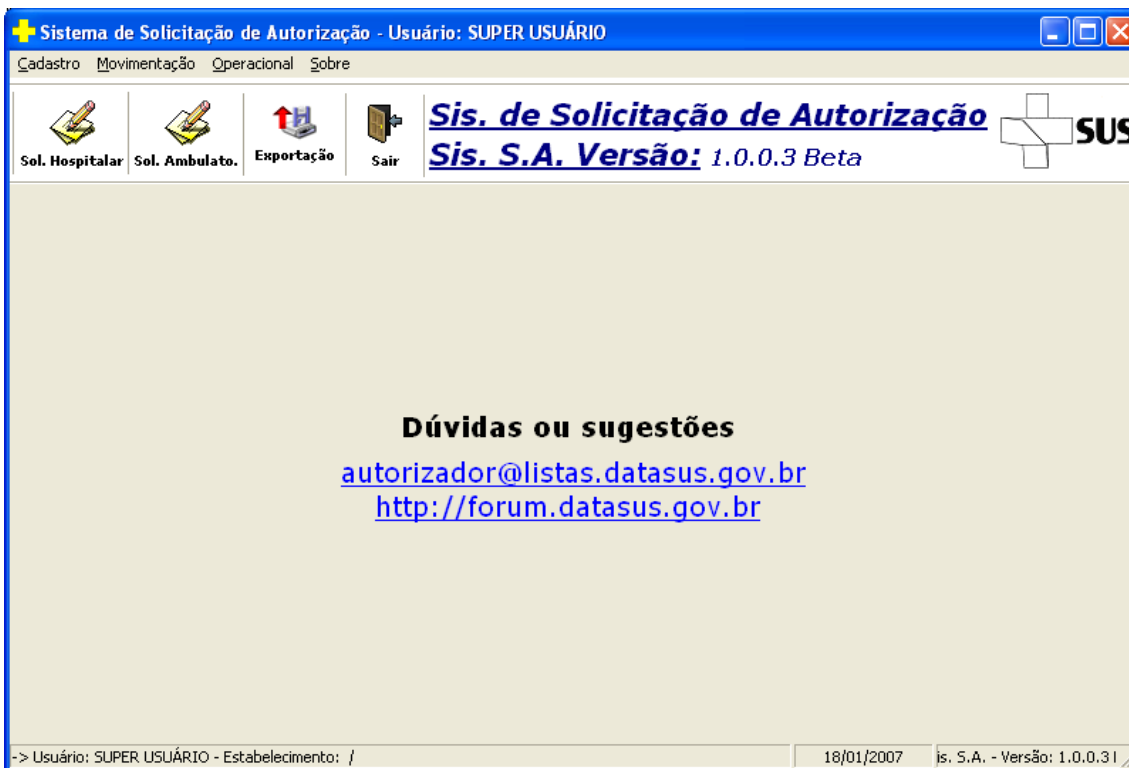 Sistema de Solicitação de Autorização - Usuário: SUPER USUÁRIO
Cadastro Movimentação Operacional Sobre
Sol. Hospitalar Sol. Ambulato. Exportação Sair
Sis. de Solicitação de Autorização
Sis. S.A. Versão: 1.0.0.3 Beta
SUS
Dúvidas ou sugestões
autorizador@listas.datasus.gov.br
http://forum.datasus.gov.br
-> Usuário: SUPER USUÁRIO - Estabelecimento: / 18/01/2007 is. S.A. - Versão: 1.0.0.3